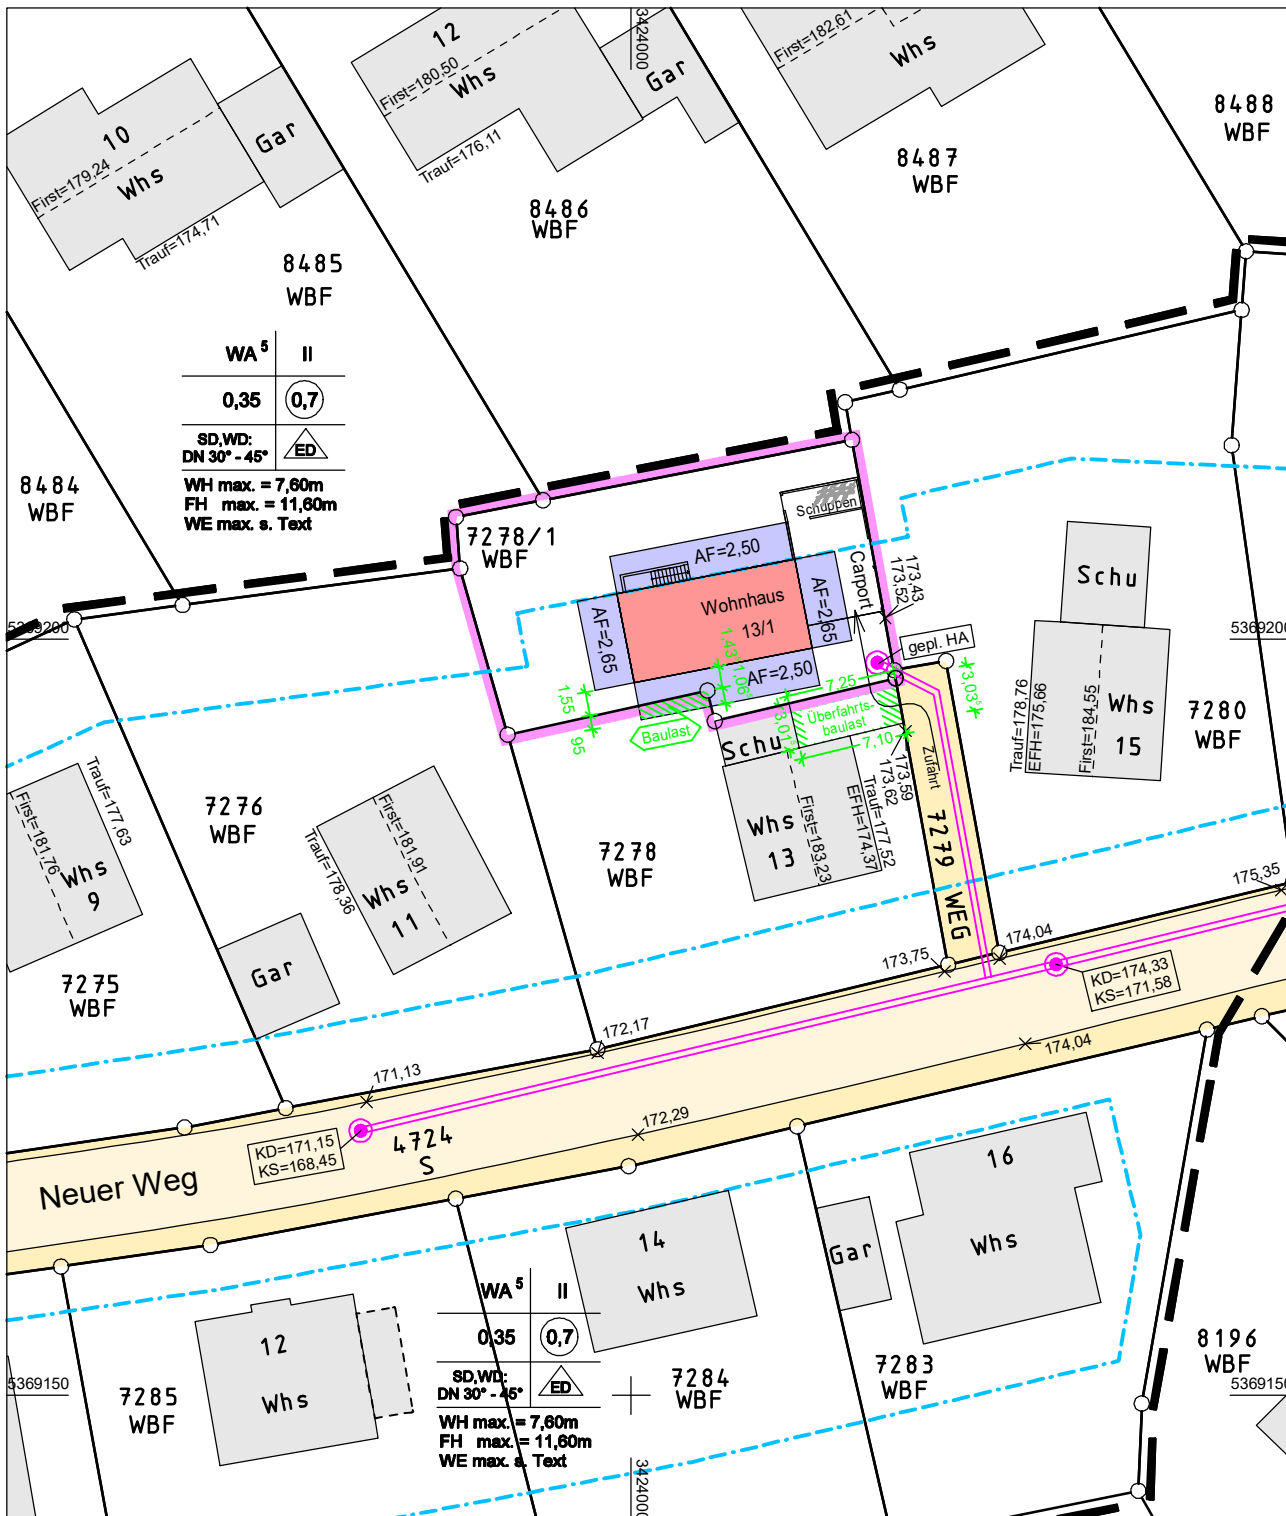 12
Whs
First=180,50
Trauf=176,11
Gar
3424000
First=182,61
Whs
8488
WBF
8487
WBF
8486
WBF
10
Whs
First=179,24
Trauf=174,71
Gar
8485
WBF
WA 5 II
0,35 0,7
SD,WD:
DN 30° - 45°
ED
WH max. = 7,60m
FH max. = 11,60m
WE max. s. Text
8484
WBF
7278/1
WBF
Schuppen
AF=2,50
Carport
173,43
173,52
AF=2,65
Wohnhaus
13/1
AF=2,65
AF=2,50
1,43
1,06
gepl. HA
5369200
5369200
Schu
Whs
15
Trauf=178,76
EFH=175,66
First=184,55
7280
WBF
3,03⁵
7,25
1,55
95
Baulast
3,01⁵
Überfahrts-
baulast
7,10
Schu
Zufahrt
173,59
173,62
Trauf=177,52
EFH=174,37
Whs
13
First=183,23
7279
WEG
7278
WBF
7276
WBF
Trauf=177,63
First=181,76
Whs
9
Trauf=178,36
First=181,91
Whs
11
Gar
7275
WBF
175,35
174,04
173,75
KD=174,33
KS=171,58
172,17
174,04
171,13
172,29
KD=171,15
KS=168,45
4724
S
Neuer Weg
16
Whs
Gar
14
Whs
WA 5 II
0,35 0,7
SD,WD:
DN 30° - 45°
ED
WH max. = 7,60m
FH max. = 11,60m
WE max. s. Text
12
Whs
7285
WBF
7284
WBF
7283
WBF
8196
WBF
5369150
5369150
3424000